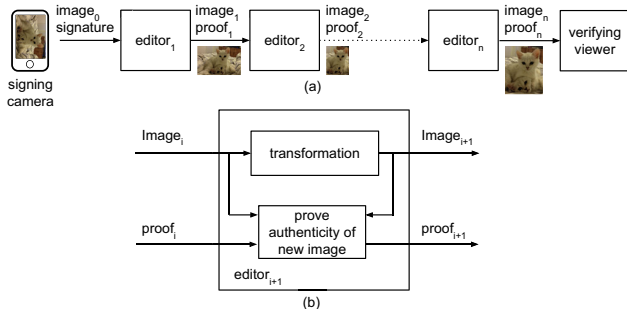 image₀
signature
signing
camera
editor₁
image₁
proof₁
editor₂
image₂
proof₂
editorₙ
image ₙ
proofₙ
verifying
viewer
(a)
Imageᵢ
transformation
Imageᵢ₊₁
proofᵢ
prove
authenticity of
new image
proofᵢ₊₁
editorᵢ₊₁
(b)